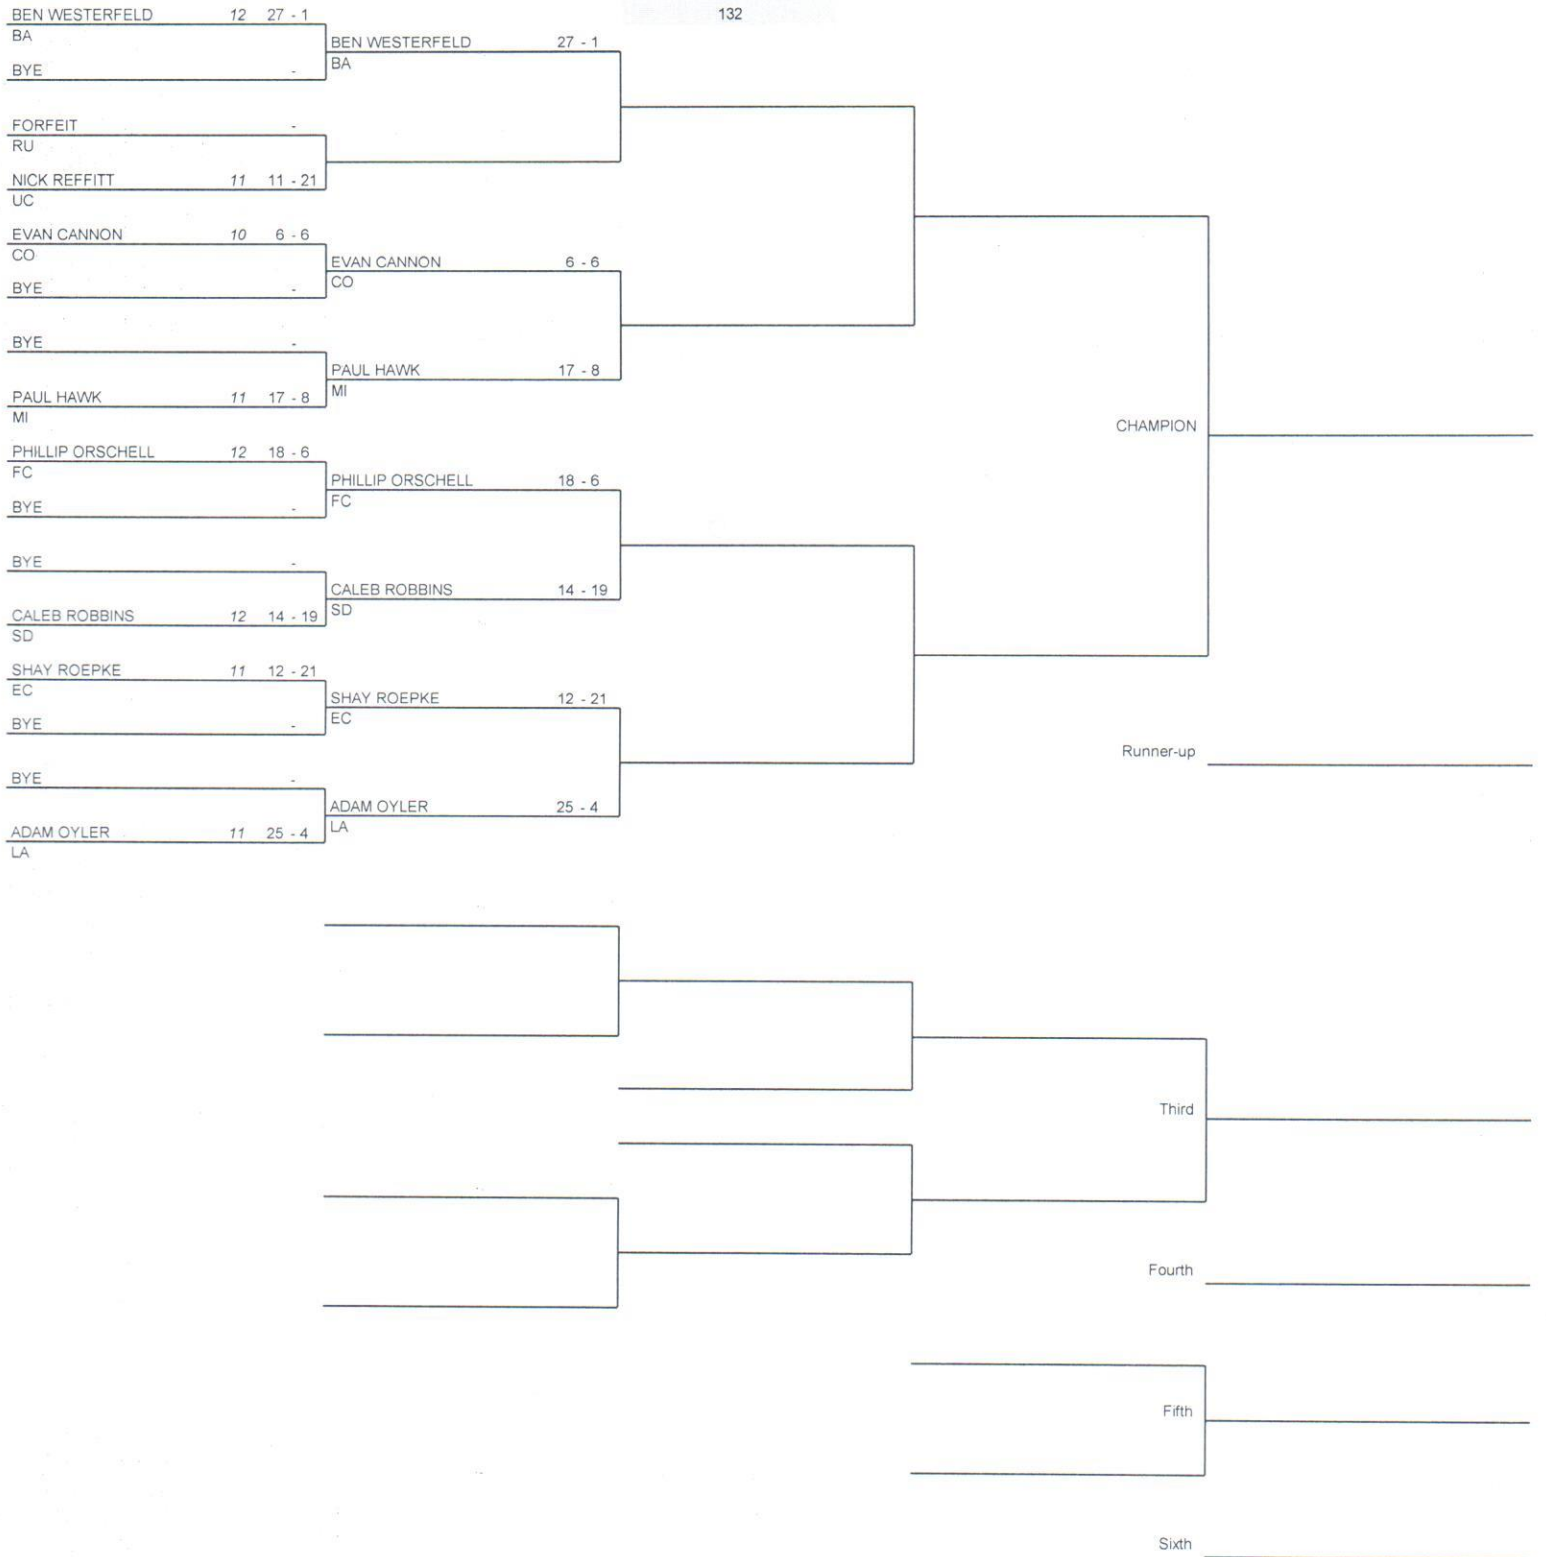 132
BEN WESTERFELD 12 27 - 1
BA
BYE -
FORFEIT -
RU
NICK REFFITT 11 11 - 21
UC
EVAN CANNON 10 6 - 6
CO
BYE -
BYE -
PAUL HAWK 11 17 - 8
MI
PHILLIP ORSCHELL 12 18 - 6
FC
BYE -
BYE -
CALEB ROBBINS 12 14 - 19
SD
SHAY ROEPKE 11 12 - 21
EC
BYE -
BYE -
ADAM OYLER 11 25 - 4
LA
BEN WESTERFELD 27 - 1
BA
EVAN CANNON 6 - 6
CO
PAUL HAWK 17 - 8
MI
PHILLIP ORSCHELL 18 - 6
FC
CALEB ROBBINS 14 - 19
SD
SHAY ROEPKE 12 - 21
EC
ADAM OYLER 25 - 4
LA
CHAMPION
Runner-up
Third
Fourth
Fifth
Sixth